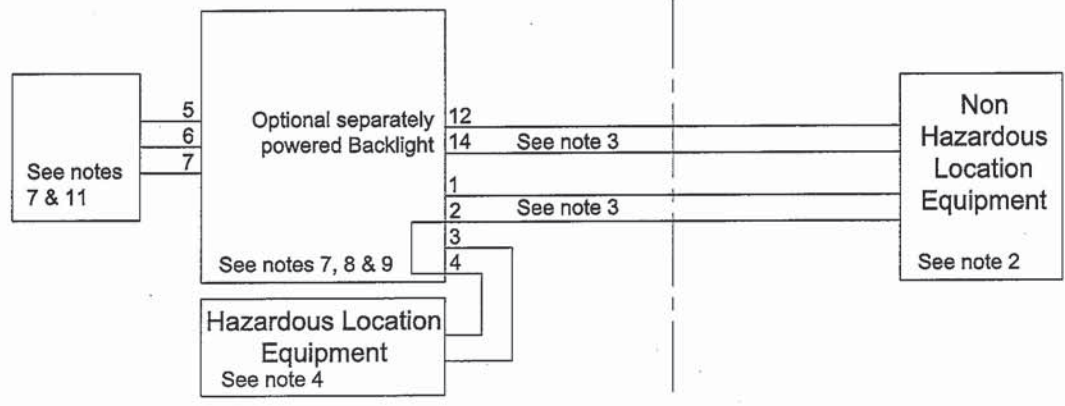 5
6
7
See notes
7 & 11
Optional separately
powered Backlight
See notes 7, 8 & 9
12
14
1
2
3
4
See note 3
See note 3
Hazardous Location
Equipment
See note 4
Non
Hazardous
Location
Equipment
See note 2